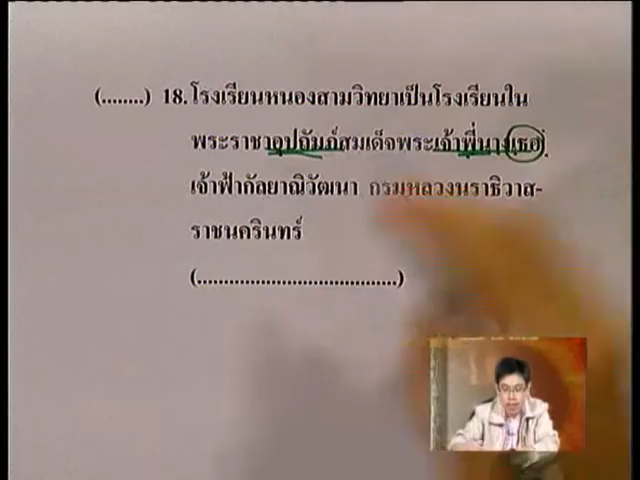 (........) 18. โรงเรียนหนองสามวิทยาเป็นโรงเรียนใน
พระราชาอุปถัมภ์สมเด็จพระเจ้าพี่นางเธอ
เจ้าฟ้ากัลยาณิวัฒนา กรมหลวงนราธิวาส-
ราชนครินทร์
(......................................)